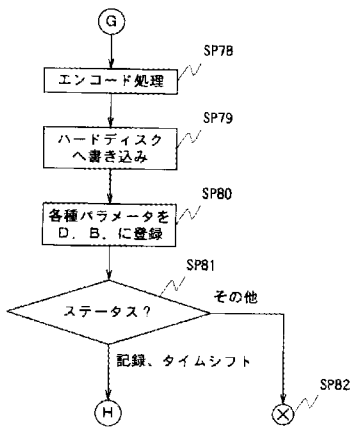 G
SP78
エンコード処理
SP79
ハードディスク
へ書き込み
SP80
各種パラメータを
D．B．に登録
SP81
ステータス？
その他
記録、タイムシフト
SP82
H
X